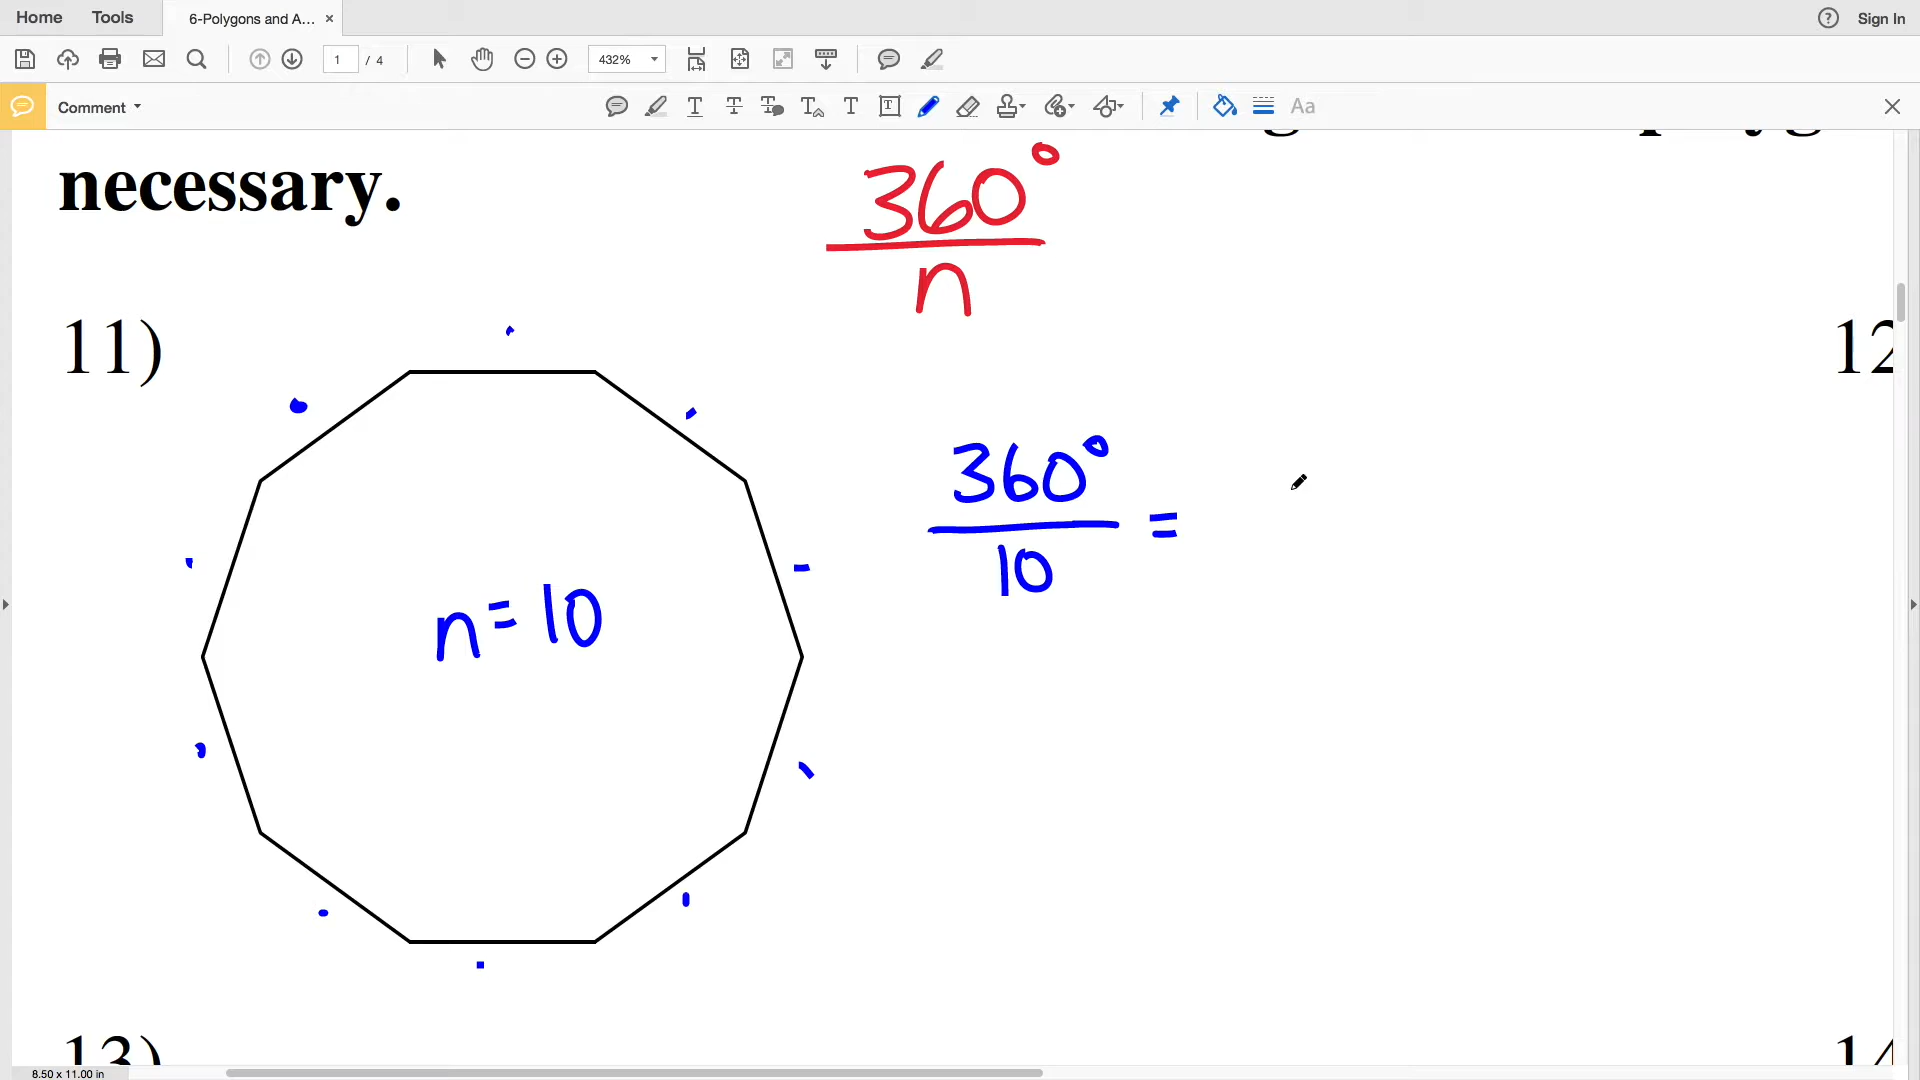 Home Tools 6-Polygons and A... × Sign In
1 / 4 432%
Comment Aa
necessary.
360°
n
11)
12
360°
10
=
n = 10
13)
14
8.50 x 11.00 in